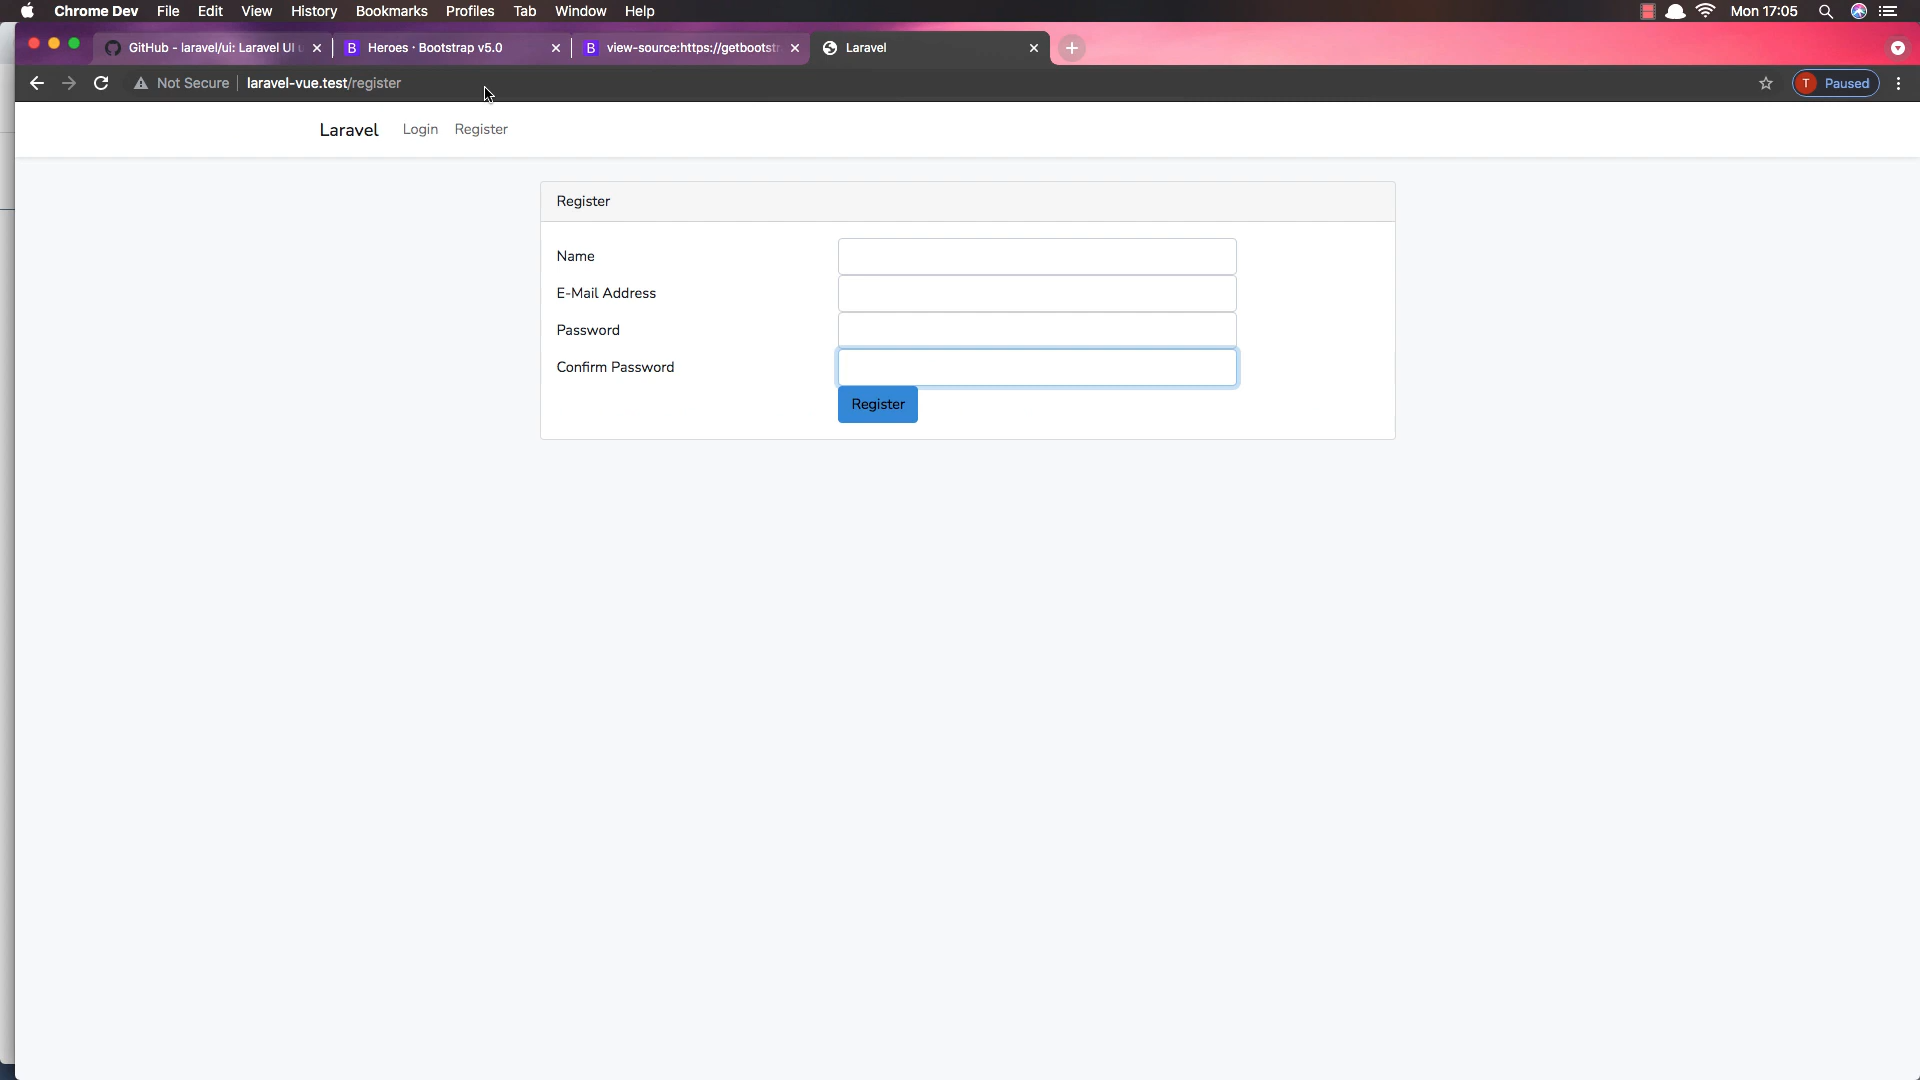 Chrome Dev File Edit View History Bookmarks Profiles Tab Window Help Mon 17:05
GitHub - laravel/ui: Laravel UI Heroes · Bootstrap v5.0 view-source:https://getbootst Laravel
Not Secure laravel-vue.test/register T Paused
Laravel Login Register
Register
Name
E-Mail Address
Password
Confirm Password
Register